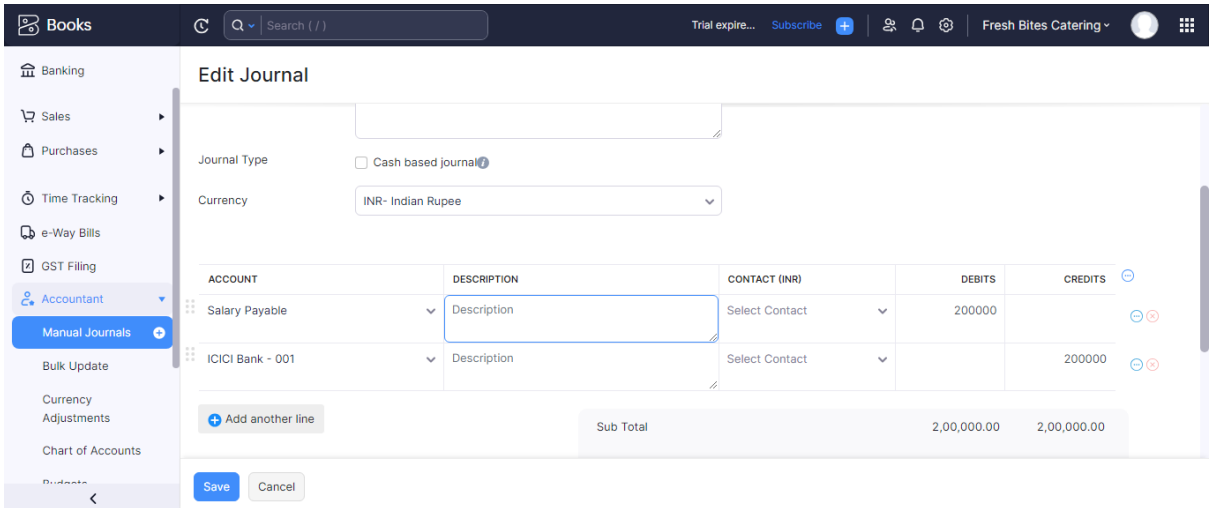 Books
Search ( / )
Trial expire... Subscribe
Fresh Bites Catering
Banking
Sales
Purchases
Time Tracking
e-Way Bills
GST Filing
Accountant
Manual Journals
Bulk Update
Currency
Adjustments
Chart of Accounts
Budgets
Edit Journal
Journal Type
Cash based journal
Currency
INR- Indian Rupee
ACCOUNT DESCRIPTION CONTACT (INR) DEBITS CREDITS
Salary Payable Description Select Contact 200000
ICICI Bank - 001 Description Select Contact 200000
Add another line
Sub Total 2,00,000.00 2,00,000.00
Save Cancel